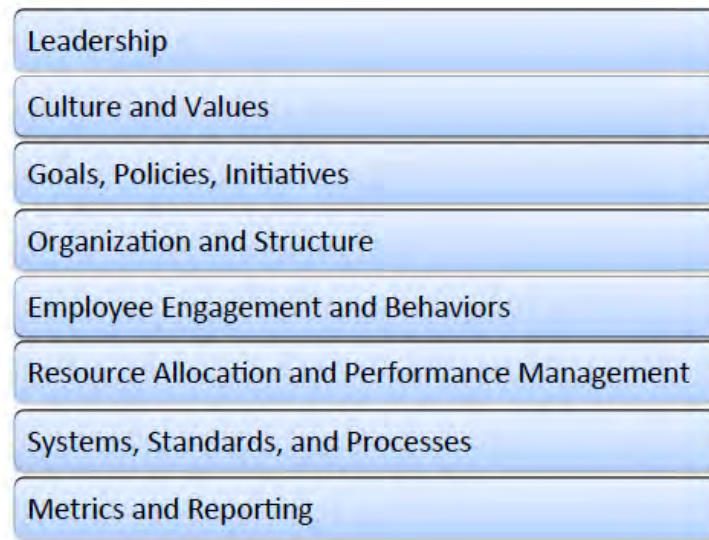 Leadership
Culture and Values
Goals, Policies, Initiatives
Organization and Structure
Employee Engagement and Behaviors
Resource Allocation and Performance Management
Systems, Standards, and Processes
Metrics and Reporting